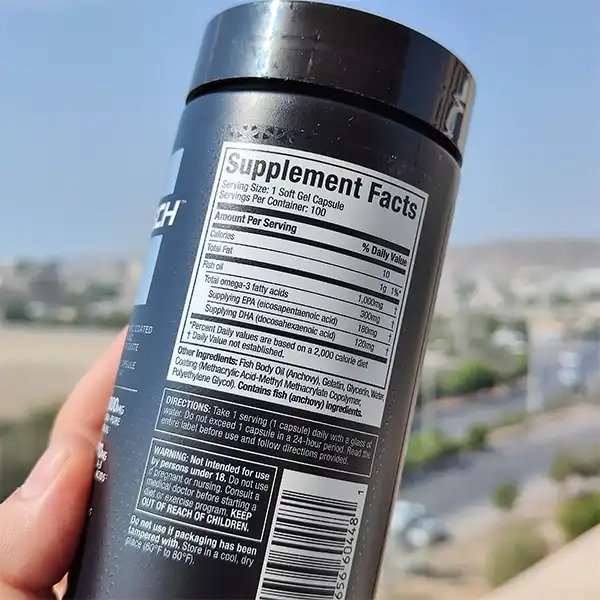 Supplement Facts
Serving Size: 1 Soft Gel Capsule
Servings Per Container: 100
Amount Per Serving
% Daily Value
Calories 10
Total Fat 1g 1%*
Fish oil 1,000mg †
Total omega-3 fatty acids 300mg †
Supplying EPA (eicosapentaenoic acid) 180mg †
Supplying DHA (docosahexaenoic acid) 120mg †
*Percent Daily values are based on a 2,000 calorie diet
† Daily Value not established.
Other Ingredients: Fish Body Oil (Anchovy), Gelatin, Glycerin, Water,
Coating (Methacrylic Acid-Methyl Methacrylate Copolymer,
Polyethylene Glycol). Contains fish (anchovy) ingredients.
DIRECTIONS: Take 1 serving (1 capsule) daily with a glass of
water. Do not exceed 1 capsule in a 24-hour period. Read the
entire label before use and follow directions provided.
WARNING: Not intended for use
by persons under 18. Do not use
if pregnant or nursing. Consult a
medical doctor before starting a
diet or exercise program. KEEP
OUT OF REACH OF CHILDREN.
Do not use if packaging has been
tampered with. Store in a cool, dry
place (60°F to 80°F).
CH™
COATED
CAPSULE